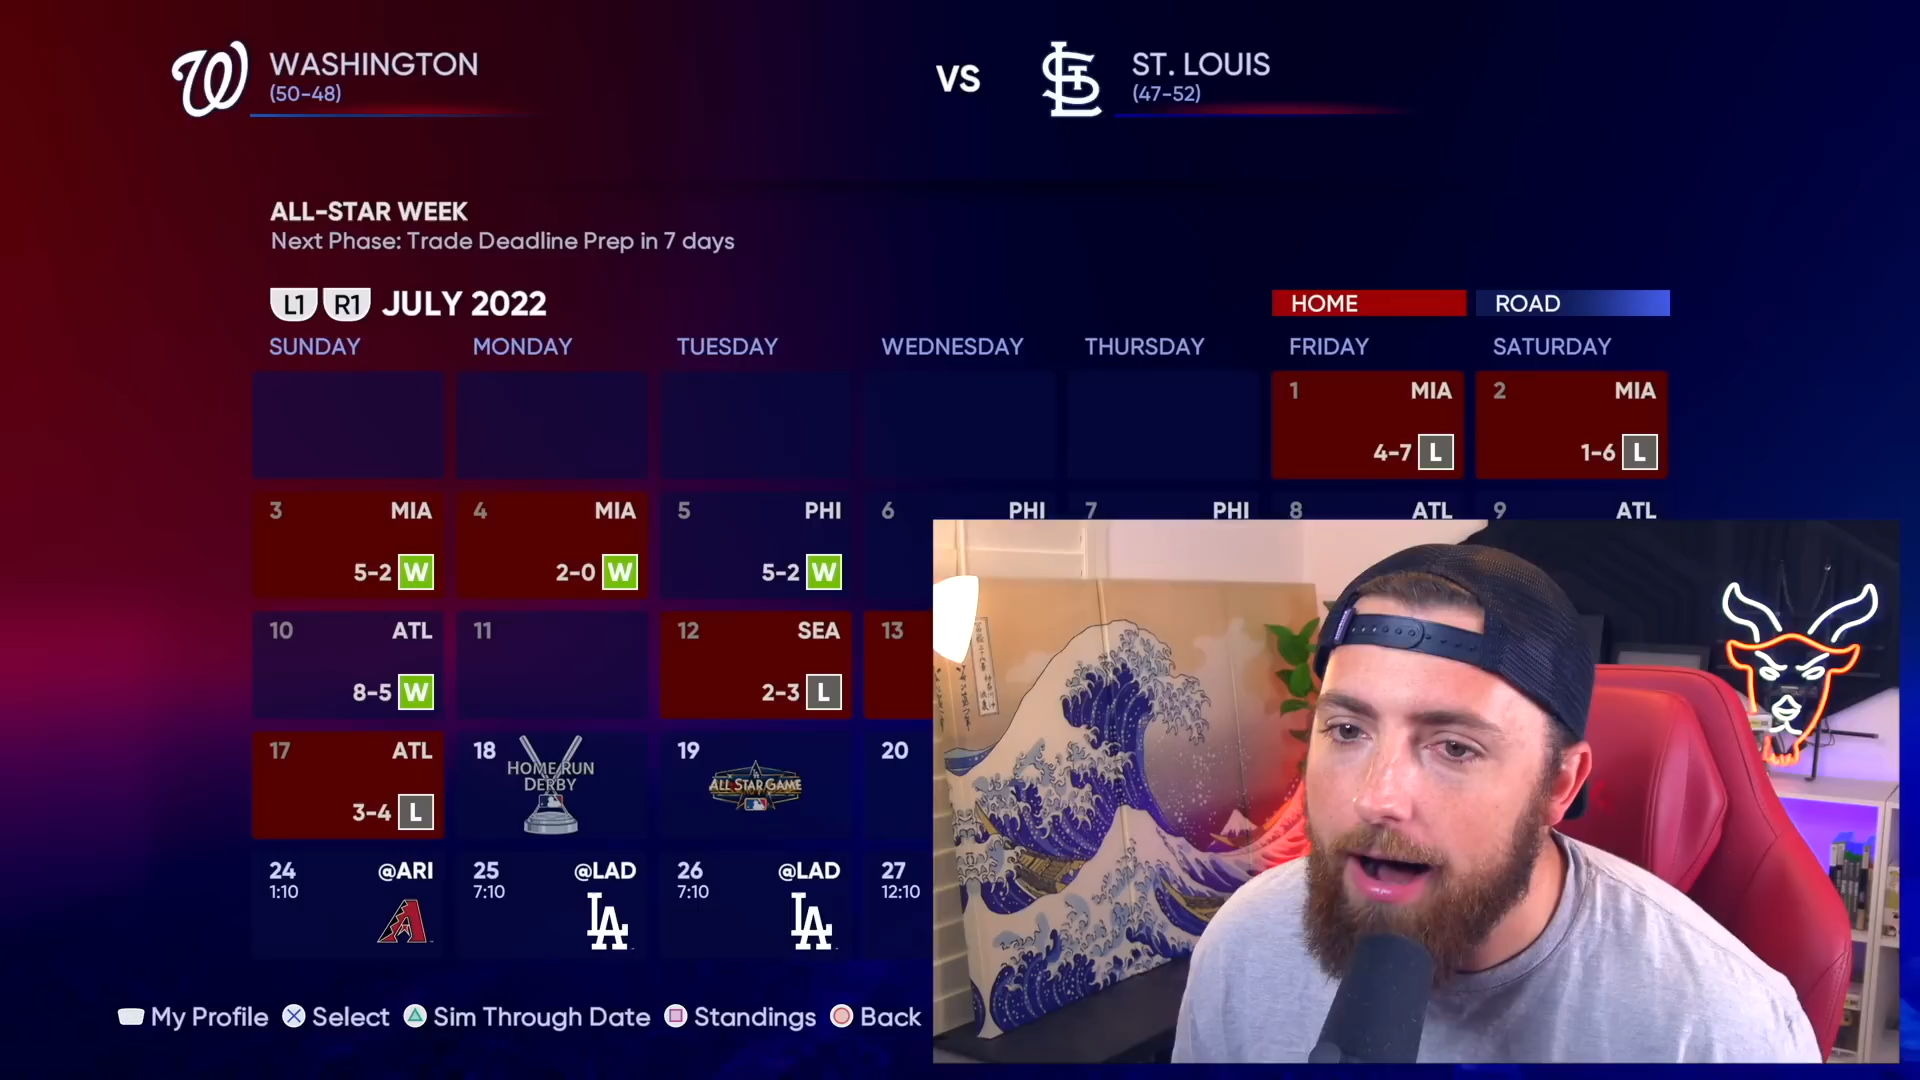 WASHINGTON
(50-48)
VS
ST. LOUIS
(47-52)
ALL-STAR WEEK
Next Phase: Trade Deadline Prep in 7 days
L1 R1 JULY 2022
HOME ROAD
SUNDAY MONDAY TUESDAY WEDNESDAY THURSDAY FRIDAY SATURDAY
1 MIA 2 MIA
4-7 L 1-6 L
3 MIA 4 MIA 5 PHI 6 PHI 7 PHI 8 ATL 9 ATL
5-2 W 2-0 W 5-2 W
10 ATL 11 12 SEA 13
8-5 W 2-3 L
17 ATL 18 19 20
HOME RUN
DERBY
ALL STAR GAME
3-4 L
24 @ARI 25 @LAD 26 @LAD 27
1:10 7:10 7:10 12:10
LA LA
My Profile Select Sim Through Date Standings Back